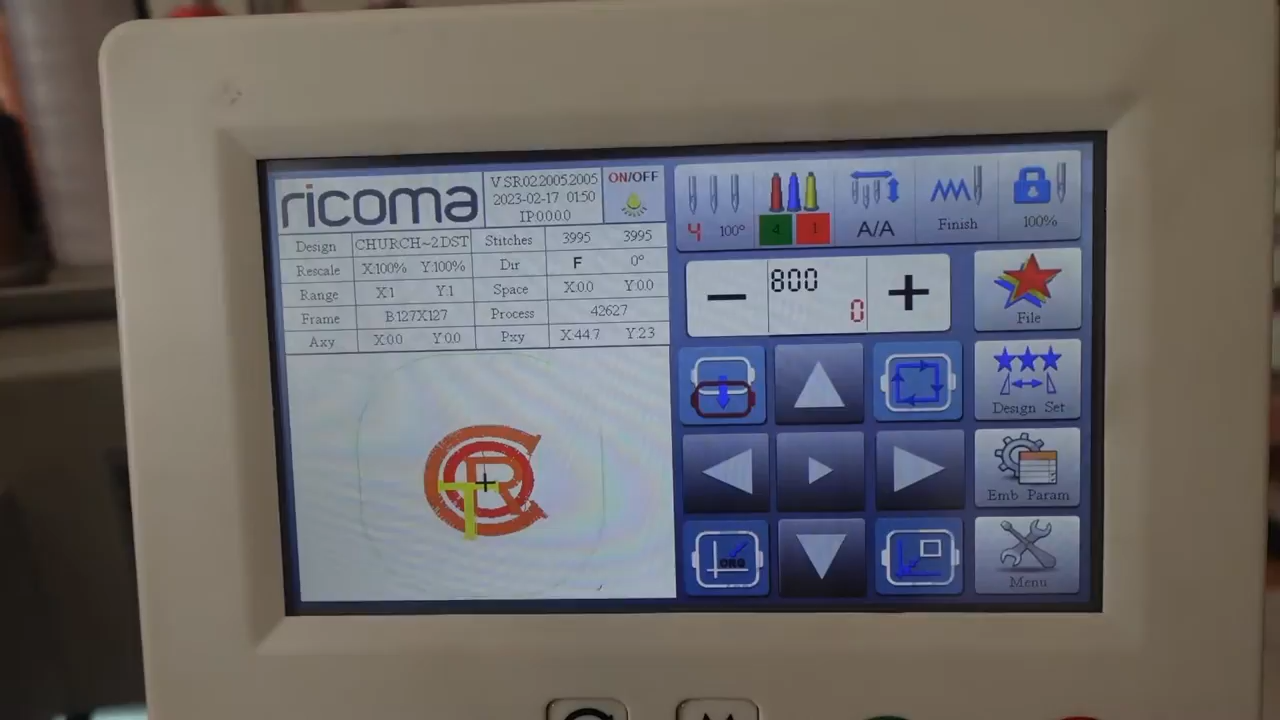 ricoma
V.SR02.2005.2005
2023-02-17 01:50
IP:0.0.0.0
ON/OFF
Design CHURCH~2.DST Stitches 3995 3995
Rescale X:100% Y:100% Dir F 0°
Range X:1 Y:1 Space X:0.0 Y:0.0
Frame B:127X127 Process 42627
Axy X:0.0 Y:0.0 Pxy X:44.7 Y:2.3
4 100°
4 1
A/A
Finish
100%
800
0
File
Design Set
Emb Param
Menu
ORG
C R T